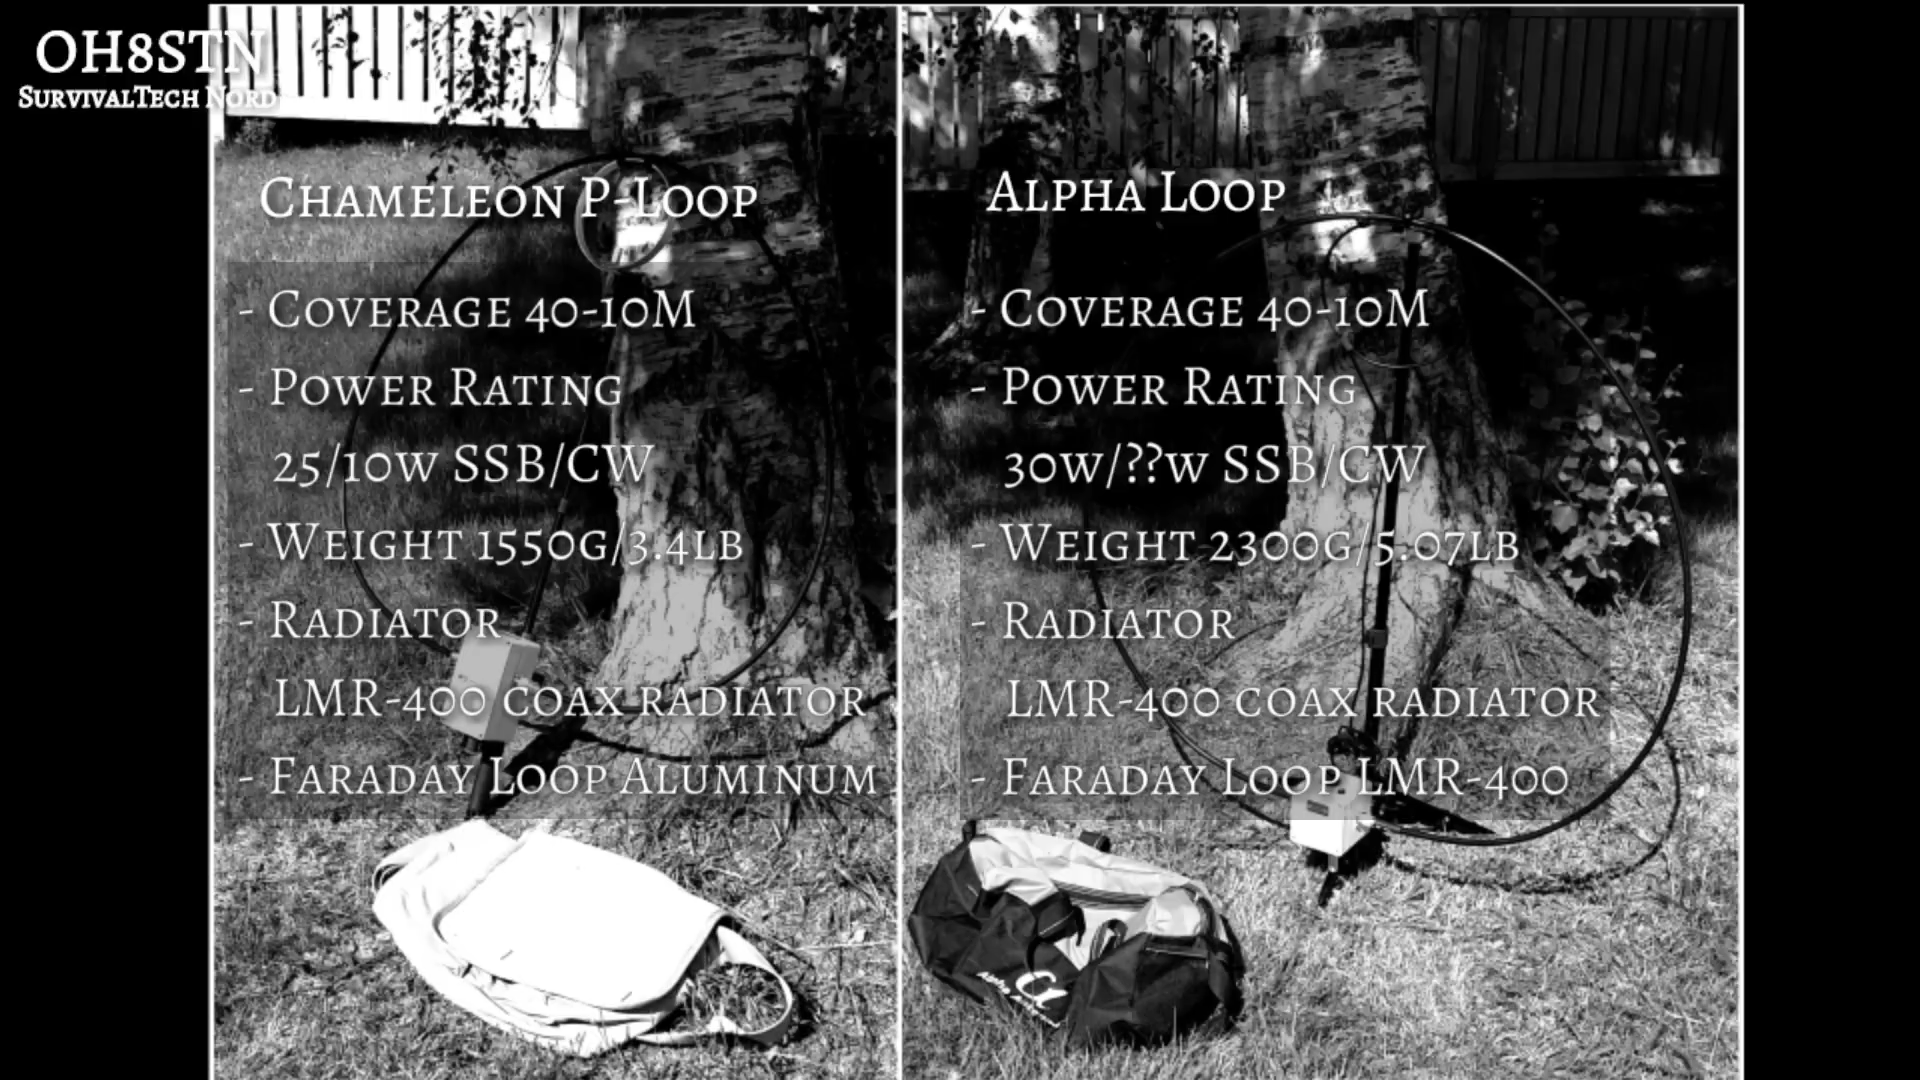 OH8STN
SurvivalTech Nord
Chameleon P-Loop
- Coverage 40-10M
- Power Rating
25/10w SSB/CW
- Weight 1550g/3.4lb
- Radiator
LMR-400 coax radiator
- Faraday Loop Aluminum
Alpha Loop
- Coverage 40-10M
- Power Rating
30w/??w SSB/CW
- Weight 2300g/5.07lb
- Radiator
LMR-400 coax radiator
- Faraday Loop LMR-400